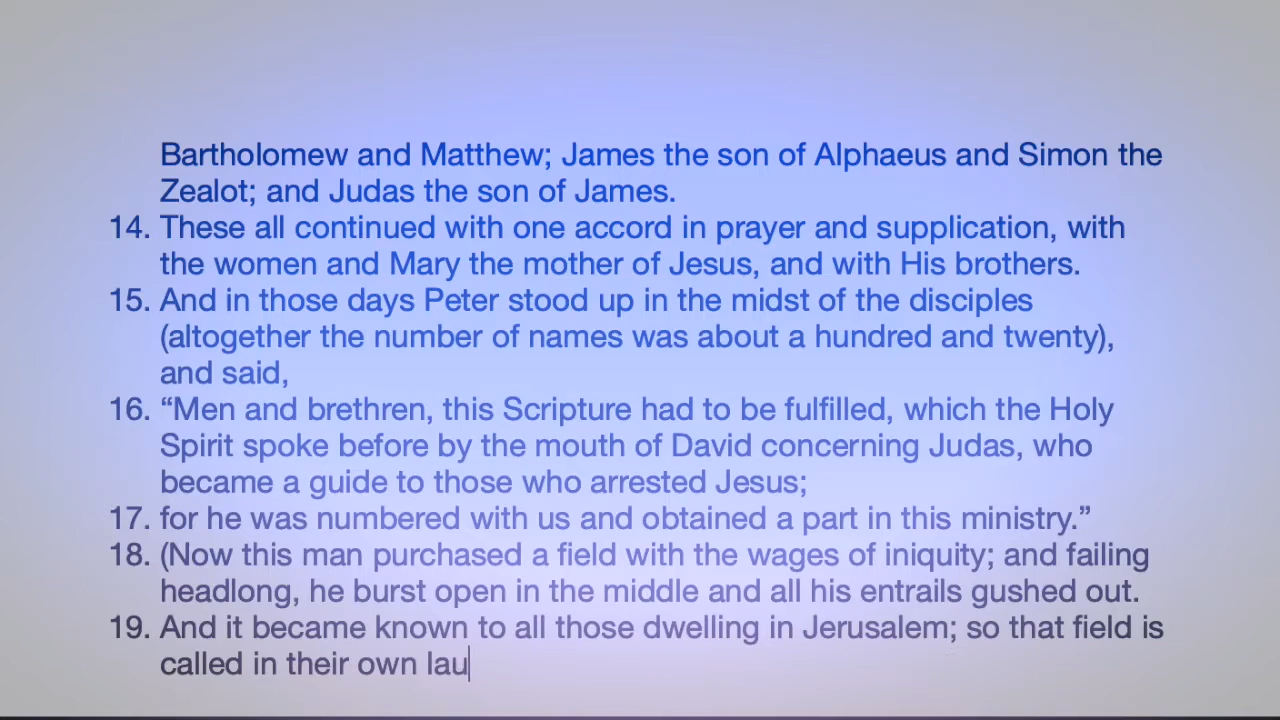 Bartholomew and Matthew; James the son of Alphaeus and Simon the
Zealot; and Judas the son of James.
14. These all continued with one accord in prayer and supplication, with
the women and Mary the mother of Jesus, and with His brothers.
15. And in those days Peter stood up in the midst of the disciples
(altogether the number of names was about a hundred and twenty),
and said,
16. “Men and brethren, this Scripture had to be fulfilled, which the Holy
Spirit spoke before by the mouth of David concerning Judas, who
became a guide to those who arrested Jesus;
17. for he was numbered with us and obtained a part in this ministry.”
18. (Now this man purchased a field with the wages of iniquity; and failing
headlong, he burst open in the middle and all his entrails gushed out.
19. And it became known to all those dwelling in Jerusalem; so that field is
called in their own lau